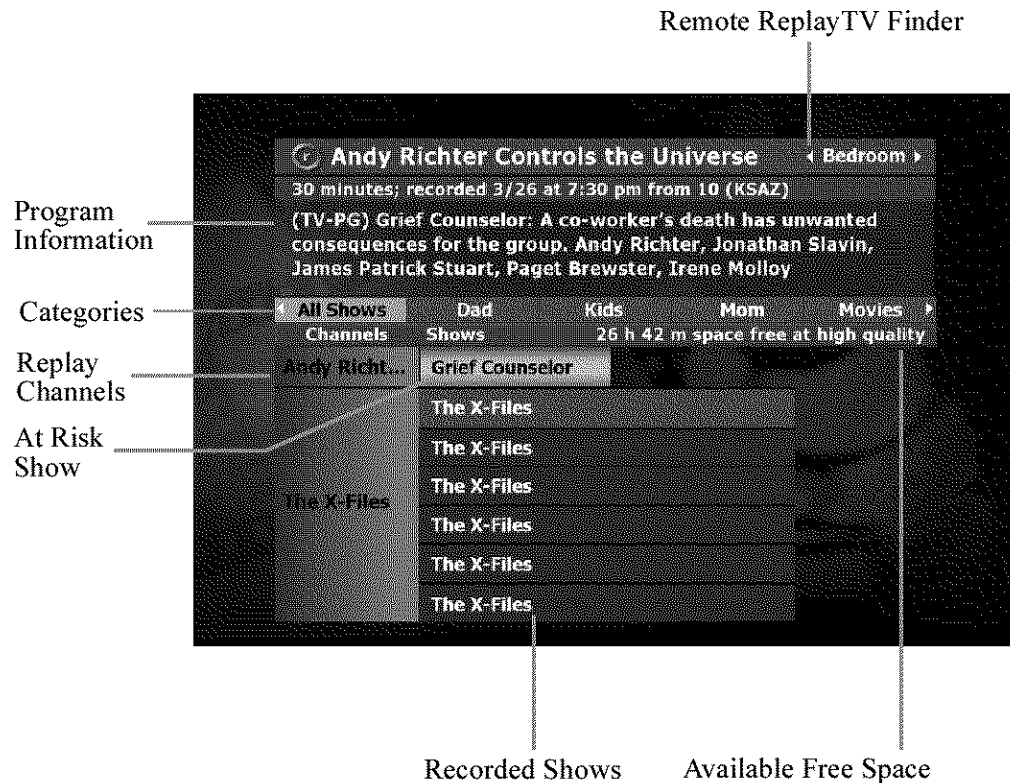 Remote ReplayTV Finder
Andy Richter Controls the Universe
Bedroom
30 minutes; recorded 3/26 at 7:30 pm from 10 (KSAZ)
Program
Information
(TV-PG) Grief Counselor: A co-worker's death has unwanted
consequences for the group. Andy Richter, Jonathan Slavin,
James Patrick Stuart, Paget Brewster, Irene Molloy
Categories
All Shows Dad Kids Mom Movies
Channels Shows 26 h 42 m space free at high quality
Replay
Channels
Andy Richt... Grief Counselor
The X-Files
At Risk
Show
The X-Files
The X-Files
The X-Files
The X-Files
The X-Files
The X-Files
Recorded Shows
Available Free Space